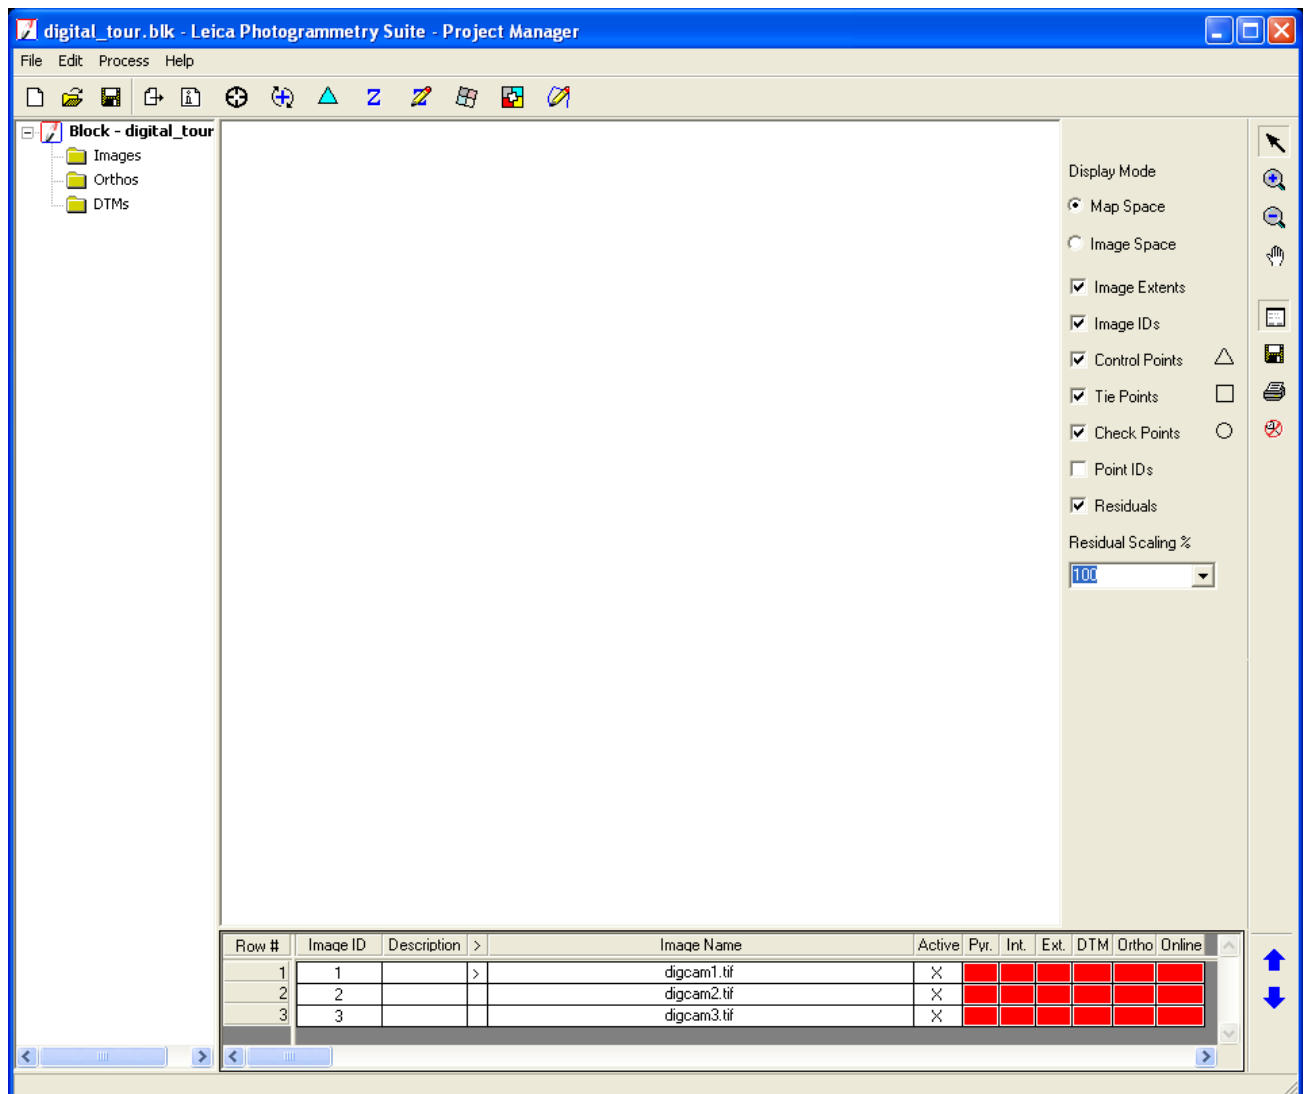 digital_tour.blk - Leica Photogrammetry Suite - Project Manager
File Edit Process Help
Block - digital_tour
Images
Orthos
DTMs
Display Mode
Map Space
Image Space
Image Extents
Image IDs
Control Points
Tie Points
Check Points
Point IDs
Residuals
Residual Scaling %
100
Row # Image ID Description > Image Name Active Pyr. Int. Ext. DTM Ortho Online
1 1 > digcam1.tif X
2 2 digcam2.tif X
3 3 digcam3.tif X